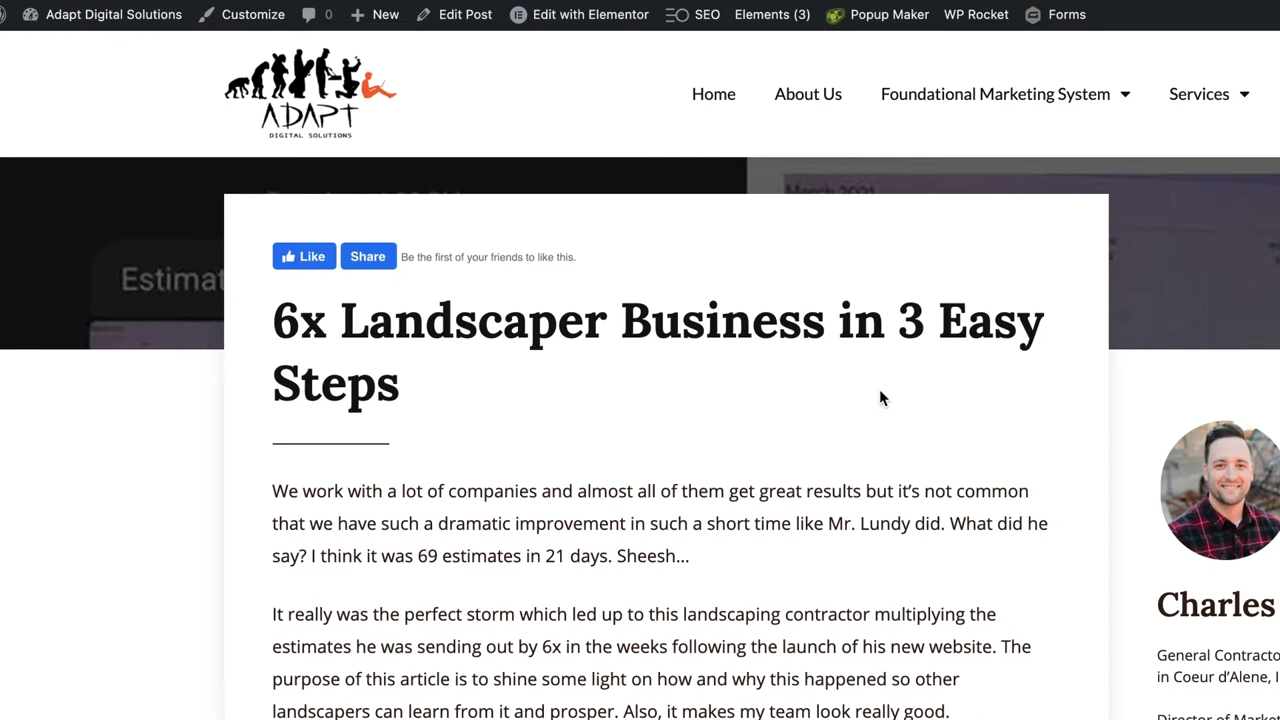 Adapt Digital Solutions Customize 0 New Edit Post Edit with Elementor SEO Elements (3) Popup Maker WP Rocket Forms
ADAPT
DIGITAL SOLUTIONS
Home About Us Foundational Marketing System Services
March 2021
Estimat
Like Share Be the first of your friends to like this.
6x Landscaper Business in 3 Easy
Steps
We work with a lot of companies and almost all of them get great results but it’s not common
that we have such a dramatic improvement in such a short time like Mr. Lundy did. What did he
say? I think it was 69 estimates in 21 days. Sheesh…
It really was the perfect storm which led up to this landscaping contractor multiplying the
estimates he was sending out by 6x in the weeks following the launch of his new website. The
purpose of this article is to shine some light on how and why this happened so other
landscapers can learn from it and prosper. Also, it makes my team look really good.
Charles
General Contracto
in Coeur d’Alene, I
Director of Market